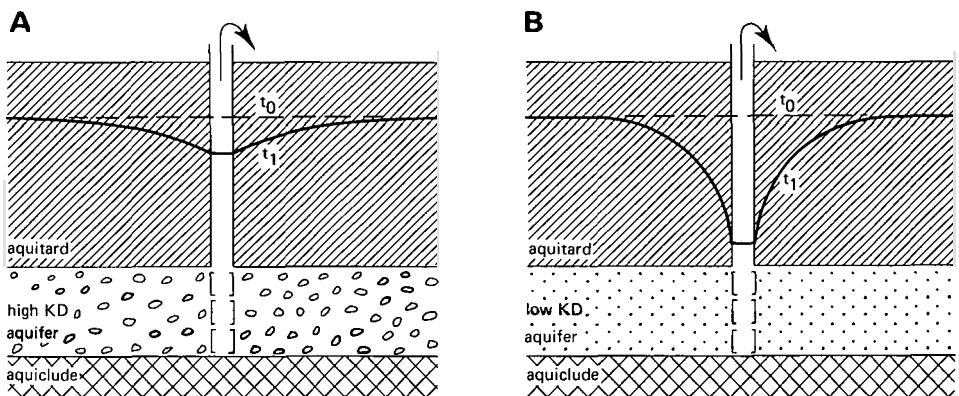 A
t0
t1
aquitard
high KD
aquifer
aquiclude
B
t0
t1
aquitard
low KD
aquifer
aquiclude